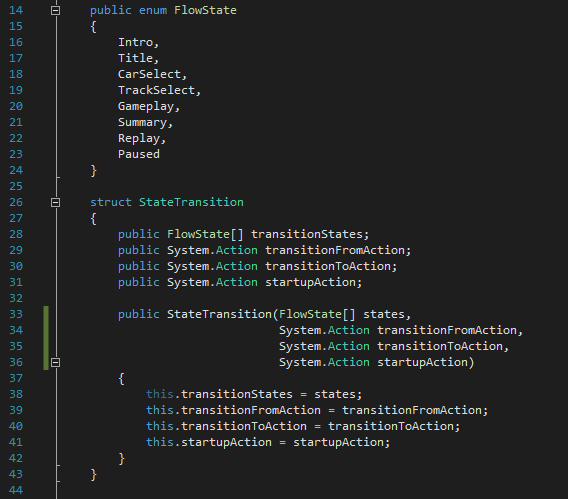 14 public enum FlowState
15 {
16 Intro,
17 Title,
18 CarSelect,
19 TrackSelect,
20 Gameplay,
21 Summary,
22 Replay,
23 Paused
24 }
25
26 struct StateTransition
27 {
28 public FlowState[] transitionStates;
29 public System.Action transitionFromAction;
30 public System.Action transitionToAction;
31 public System.Action startupAction;
32
33 public StateTransition(FlowState[] states,
34 System.Action transitionFromAction,
35 System.Action transitionToAction,
36 System.Action startupAction)
37 {
38 this.transitionStates = states;
39 this.transitionFromAction = transitionFromAction;
40 this.transitionToAction = transitionToAction;
41 this.startupAction = startupAction;
42 }
43 }
44